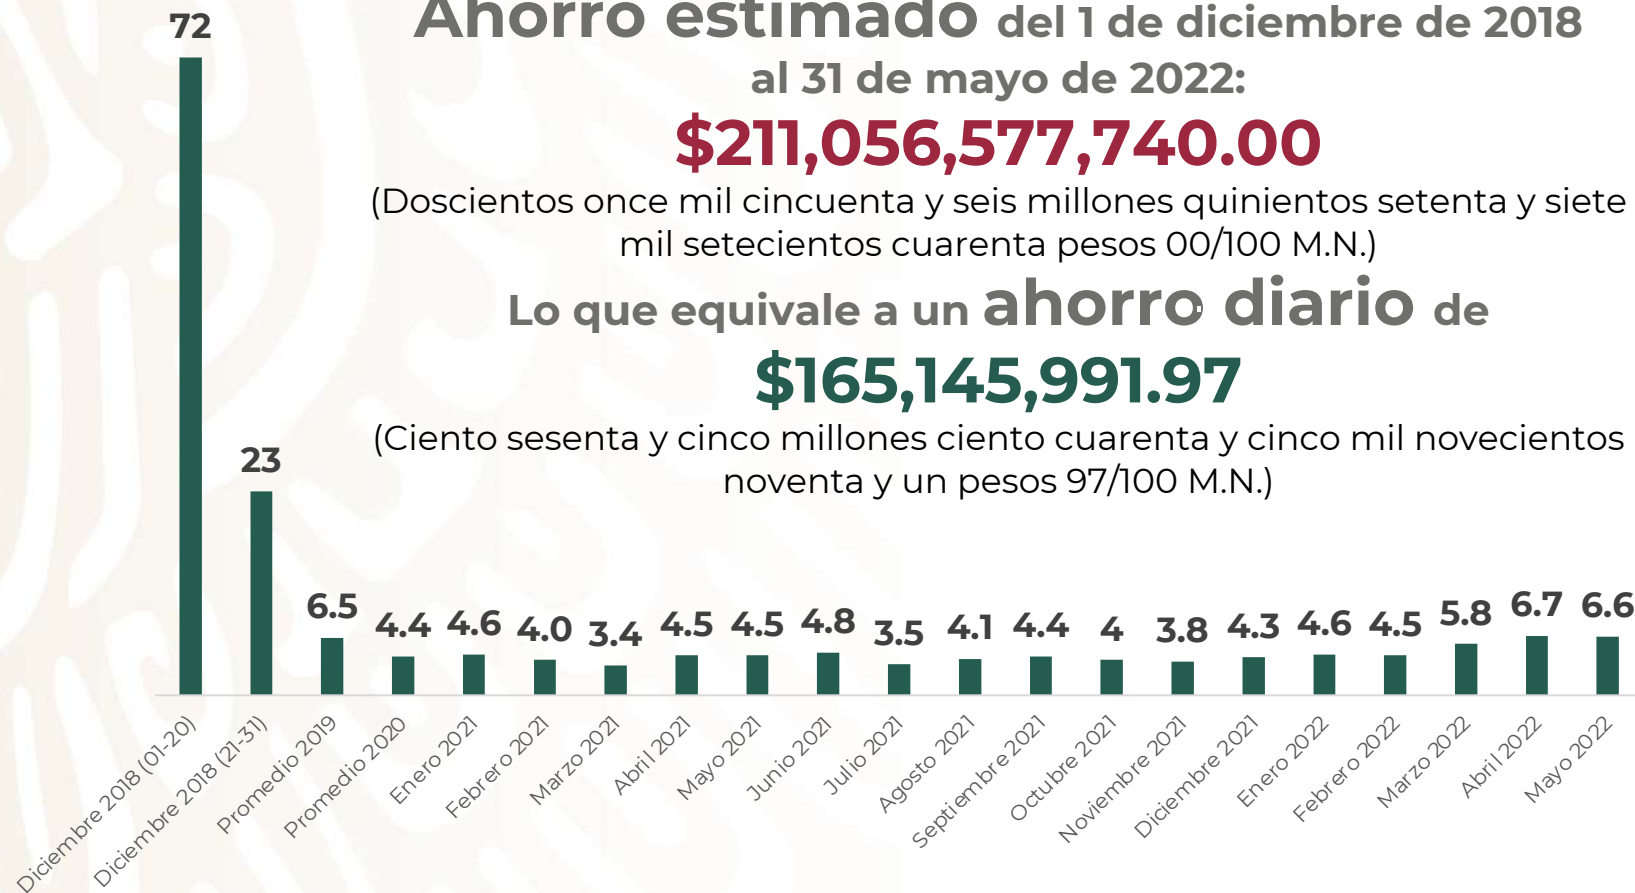 Ahorro estimado del 1 de diciembre de 2018
al 31 de mayo de 2022:
$211,056,577,740.00
(Doscientos once mil cincuenta y seis millones quinientos setenta y siete
mil setecientos cuarenta pesos 00/100 M.N.)
Lo que equivale a un ahorro diario de
$165,145,991.97
(Ciento sesenta y cinco millones ciento cuarenta y cinco mil novecientos
noventa y un pesos 97/100 M.N.)
72
23
6.5
4.4
4.6
4.0
3.4
4.5
4.5
4.8
3.5
4.1
4.4
4
3.8
4.3
4.6
4.5
5.8
6.7
6.6
Diciembre 2018 (01-20)
Diciembre 2018 (21-31)
Promedio 2019
Promedio 2020
Enero 2021
Febrero 2021
Marzo 2021
Abril 2021
Mayo 2021
Junio 2021
Julio 2021
Agosto 2021
Septiembre 2021
Octubre 2021
Noviembre 2021
Diciembre 2021
Enero 2022
Febrero 2022
Marzo 2022
Abril 2022
Mayo 2022